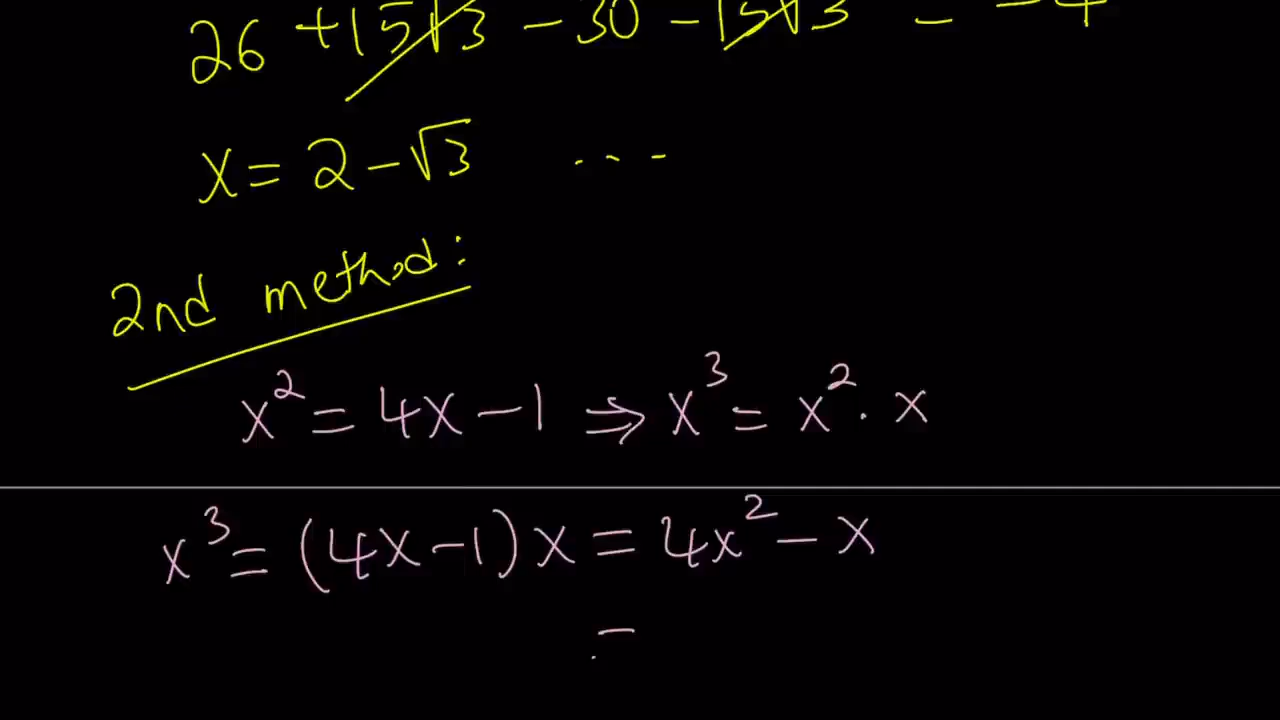 26 + 15√3 - 30 - 15√3 = -4
x = 2 - √3 ...
2nd method:
x² = 4x - 1 ⇒ x³ = x² · x
x³ = (4x - 1)x = 4x² - x
=